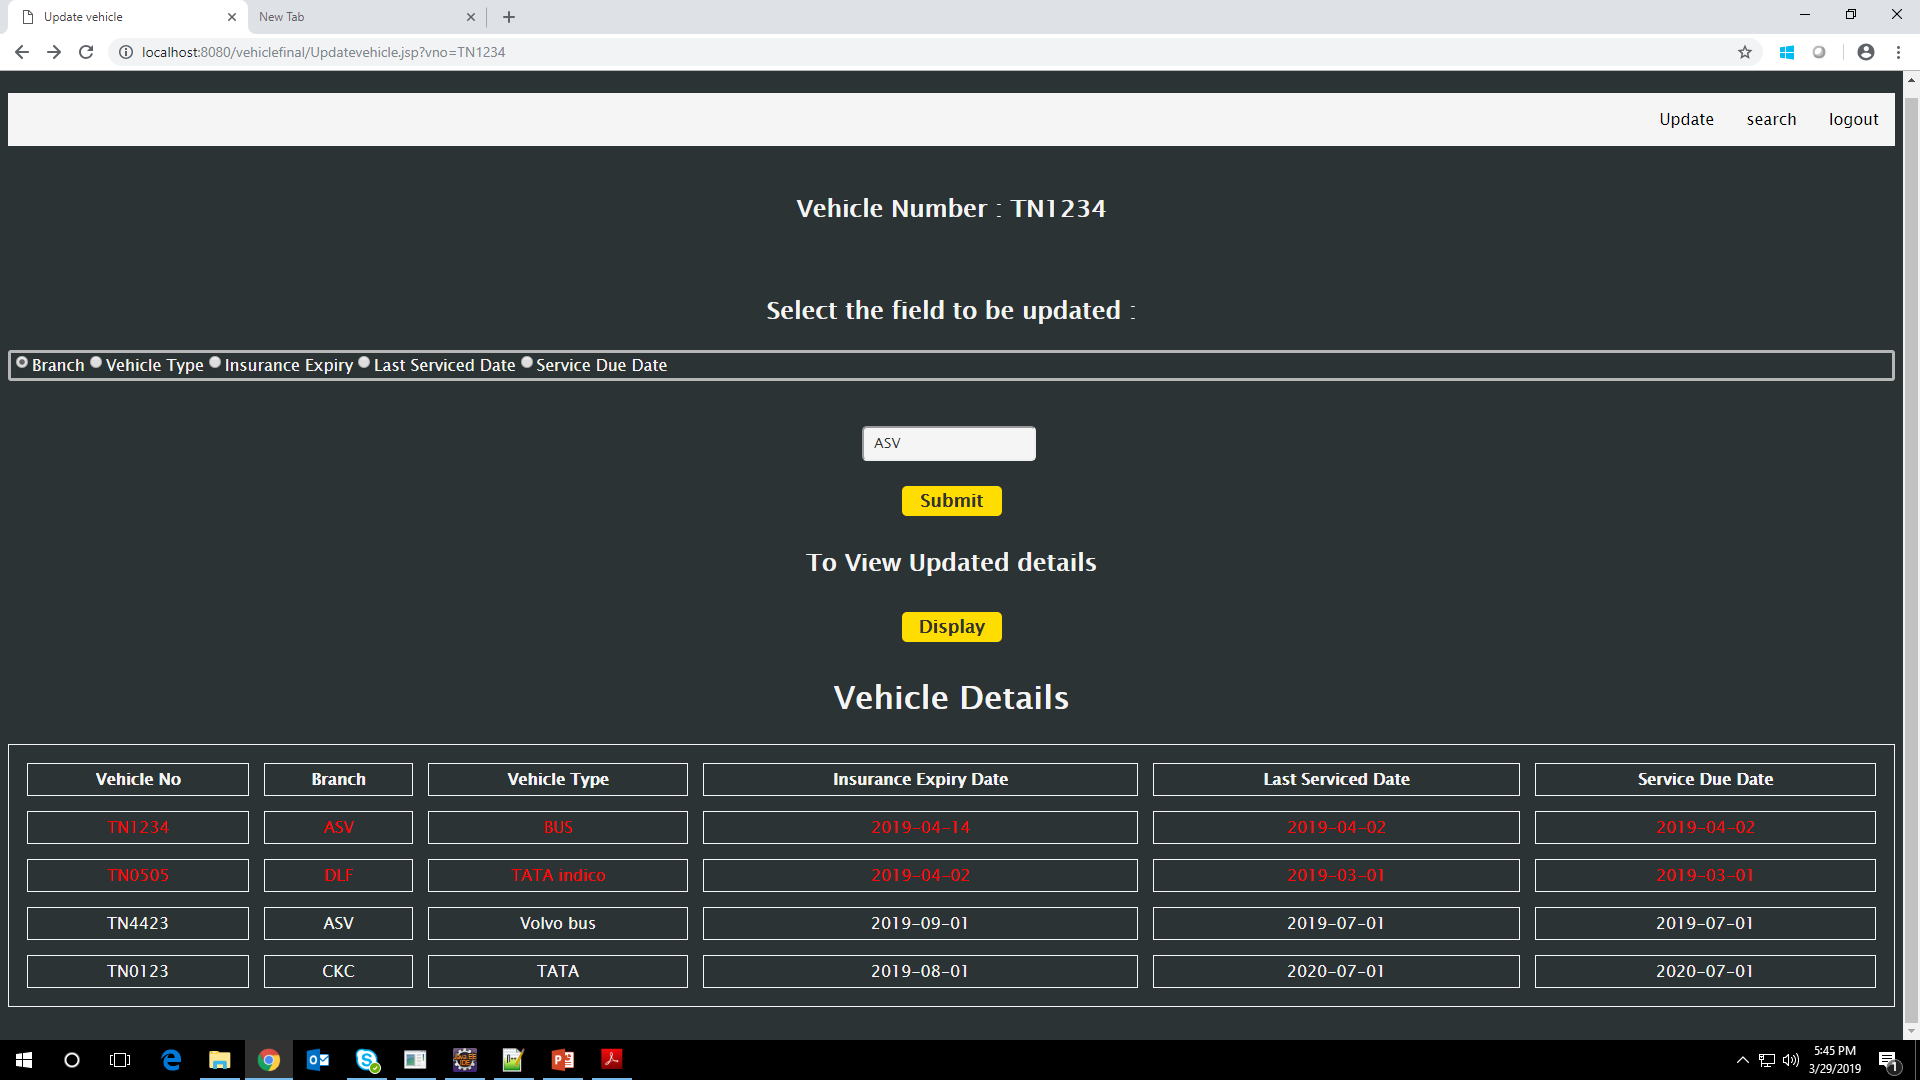 Update vehicle
New Tab
localhost:8080/vehiclefinal/Updatevehicle.jsp?vno=TN1234
Update search logout
Vehicle Number : TN1234
Select the field to be updated :
Branch Vehicle Type Insurance Expiry Last Serviced Date Service Due Date
ASV
Submit
To View Updated details
Display
Vehicle Details
Vehicle No Branch Vehicle Type Insurance Expiry Date Last Serviced Date Service Due Date
TN1234 ASV BUS 2019-04-14 2019-04-02 2019-04-02
TN0505 DLF TATA indico 2019-04-02 2019-03-01 2019-03-01
TN4423 ASV Volvo bus 2019-09-01 2019-07-01 2019-07-01
TN0123 CKC TATA 2019-08-01 2020-07-01 2020-07-01
5:45 PM
3/29/2019
1